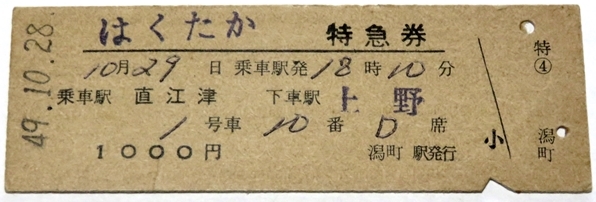 49.10.28.
はくたか 特急券
10月29日 乗車駅発18時10分
乗車駅 直江津 下車駅 上野
1号車 10番 D席
1000円 潟町 駅発行
小
特
④
潟町